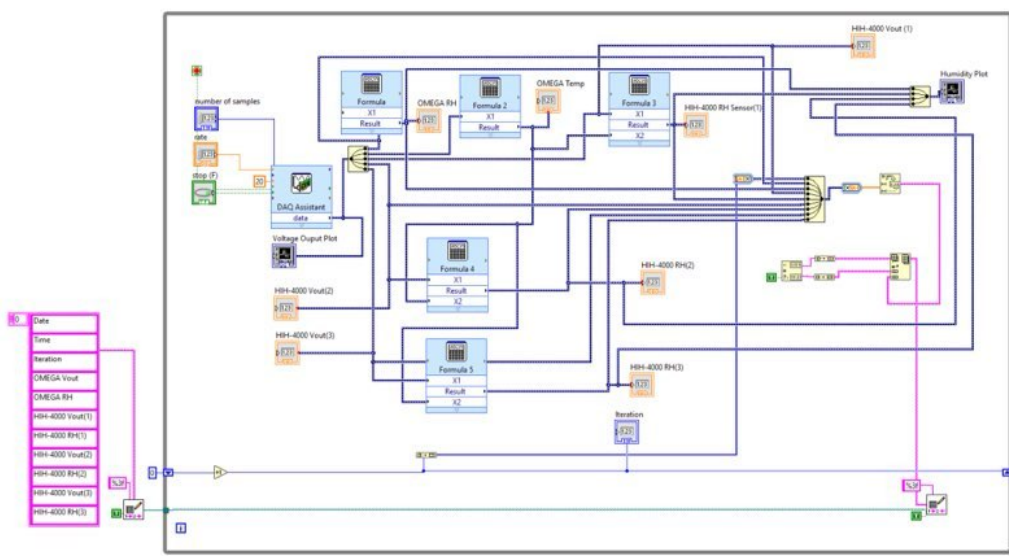 HIH-4000 Vout (1)
Humidity Plot
number of samples
Formula
X1
Result
OMEGA RH
Formula 2
X1
Result
OMEGA Temp
Formula 3
X1
Result
X2
HIH-4000 RH Sensor(1)
rate
20
stop (F)
DAQ Assistant
data
Voltage Ouput Plot
Formula 4
X1
Result
X2
HIH-4000 RH(2)
HIH-4000 Vout(2)
HIH-4000 Vout(3)
Formula 5
X1
Result
X2
HIH-4000 RH(3)
Iteration
0
Date
Time
Iteration
OMEGA Vout
OMEGA RH
HIH-4000 Vout(1)
HIH-4000 RH(1)
HIH-4000 Vout(2)
HIH-4000 RH(2)
HIH-4000 Vout(3)
HIH-4000 RH(3)
0
%.3f
%.3f
i